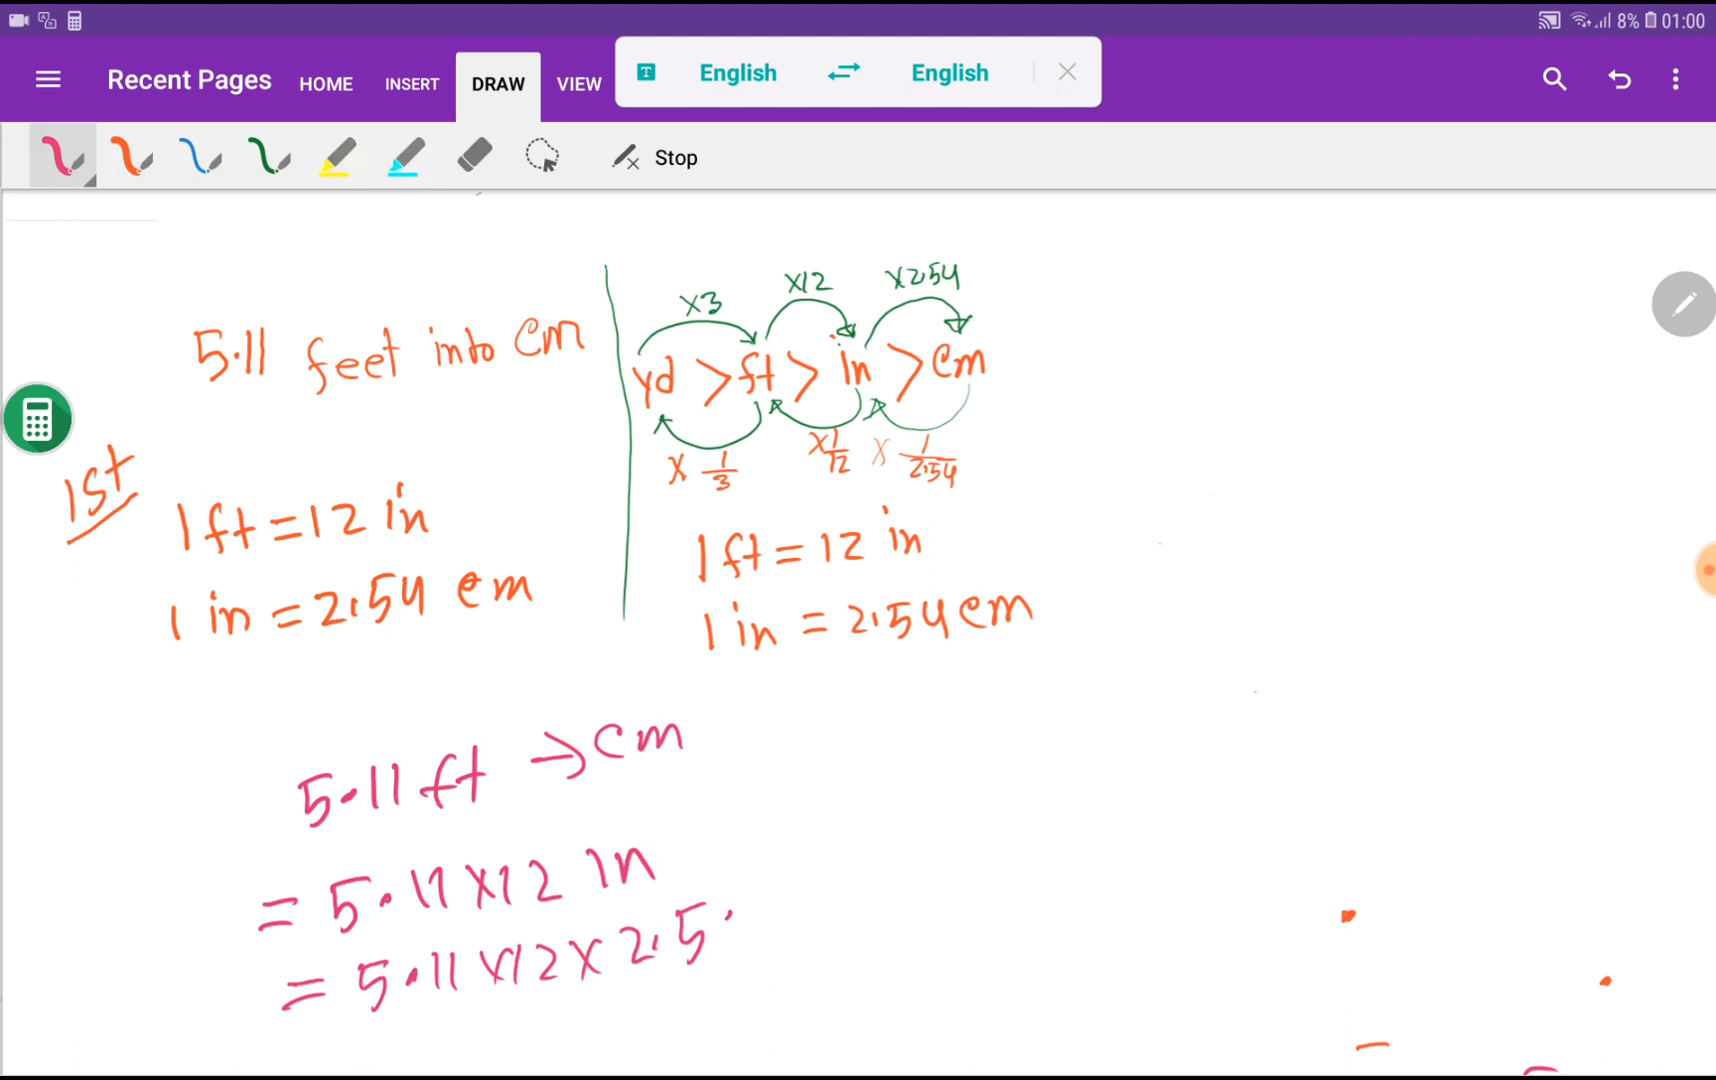 8% 01:00
Recent Pages HOME INSERT DRAW VIEW English English
Stop
5.11 feet into cm
x3 x12 x2.54
yd > ft > in > cm
x 1/3 x 1/12 x 1/2.54
1st
1 ft = 12 in
1 in = 2.54 cm
1 ft = 12 in
1 in = 2.54 cm
5.11 ft → cm
= 5.11 x 12 in
= 5.11 x 12 x 2.5